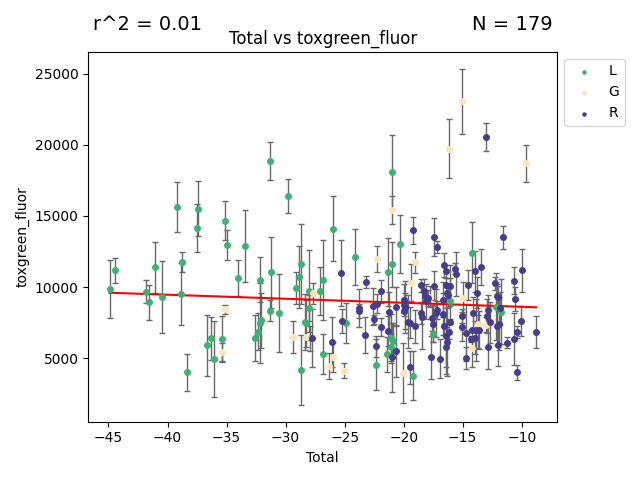 r^2 = 0.01
N = 179
Total vs toxgreen_fluor
25000
20000
15000
10000
5000
toxgreen_fluor
−45
−40
−35
−30
−25
−20
−15
−10
Total
L
G
R